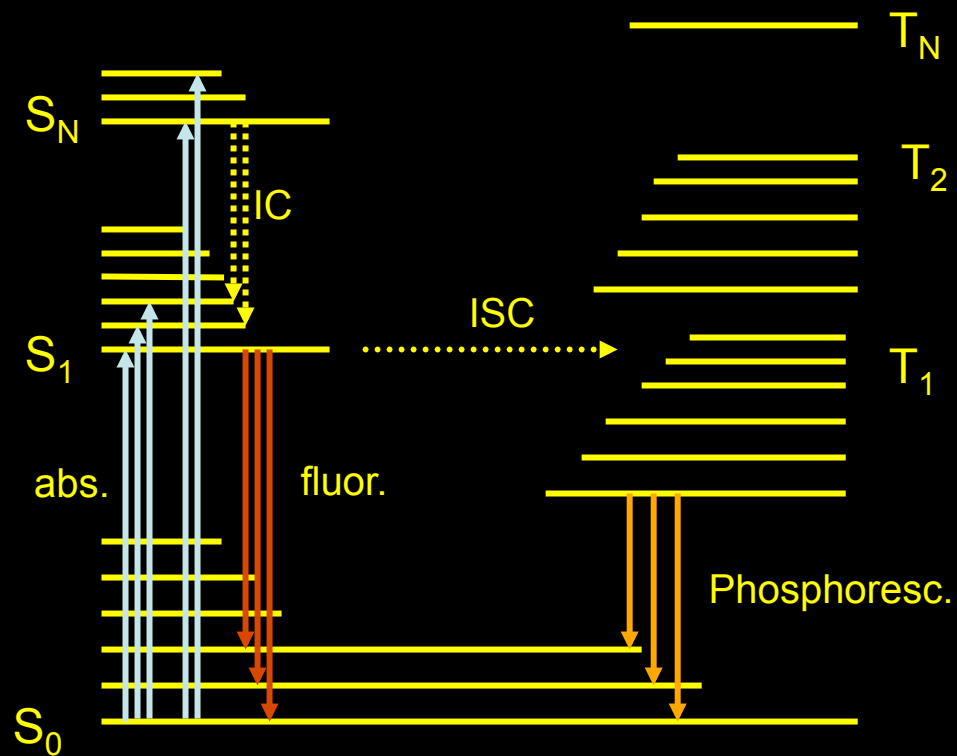 T_N
S_N
T_2
IC
ISC
S_1
T_1
abs.
fluor.
Phosphoresc.
S_0